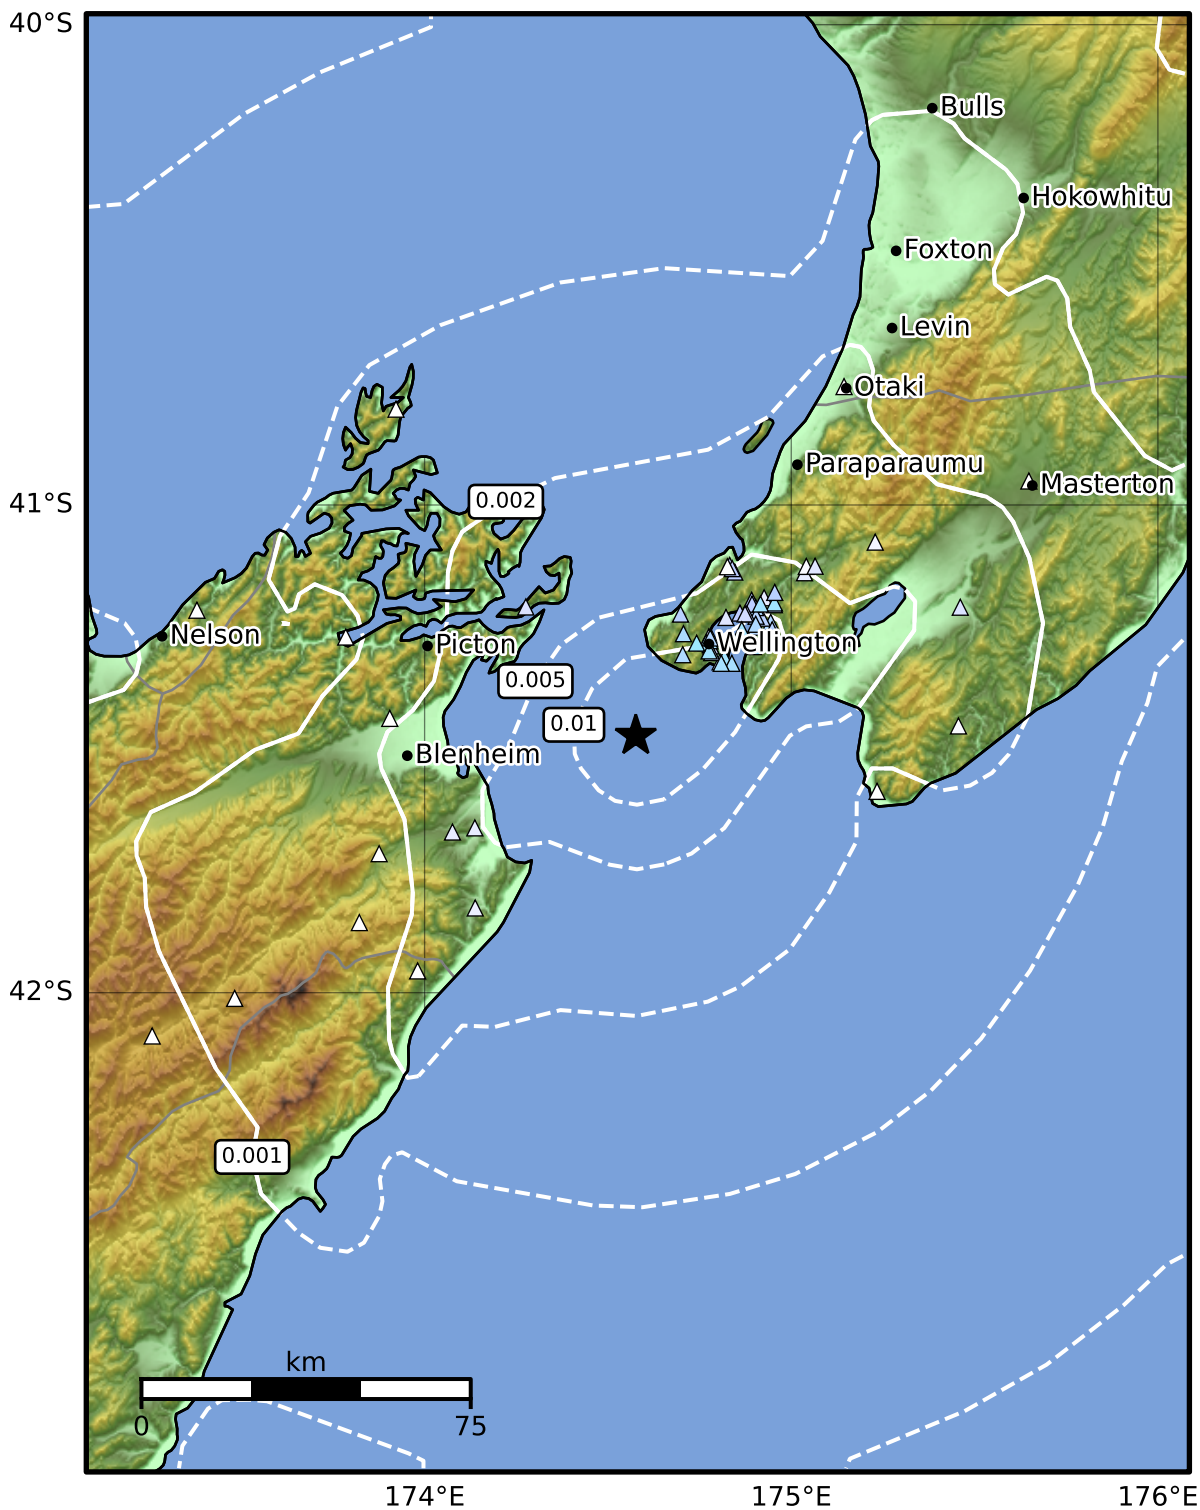 40°S
Bulls
Hokowhitu
Foxton
Levin
Otaki
Paraparaumu
Masterton
0.002
41°S
Nelson
Picton
Wellington
0.005
0.01
Blenheim
42°S
0.001
km
0
75
174°E
175°E
176°E